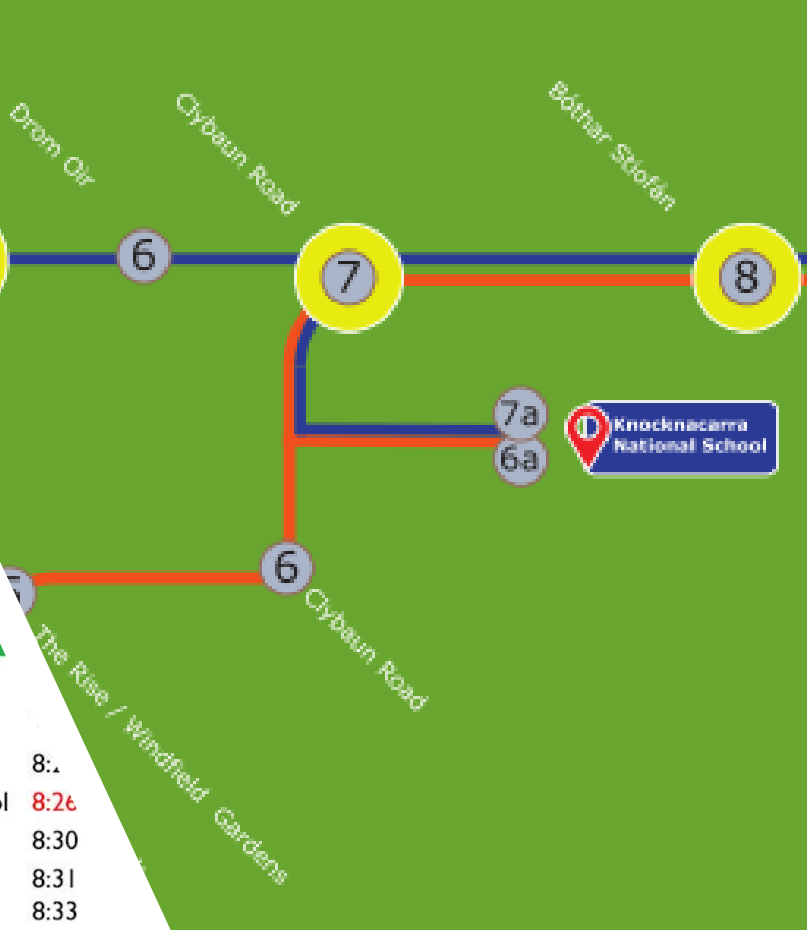 Drom Oir
Clybaun Road
Bóthar Stiofán
6
7
8
7a
6a
Knocknacarra
National School
6
Clybaun Road
The Rise / Windfield Gardens
8:30
8:31
8:33